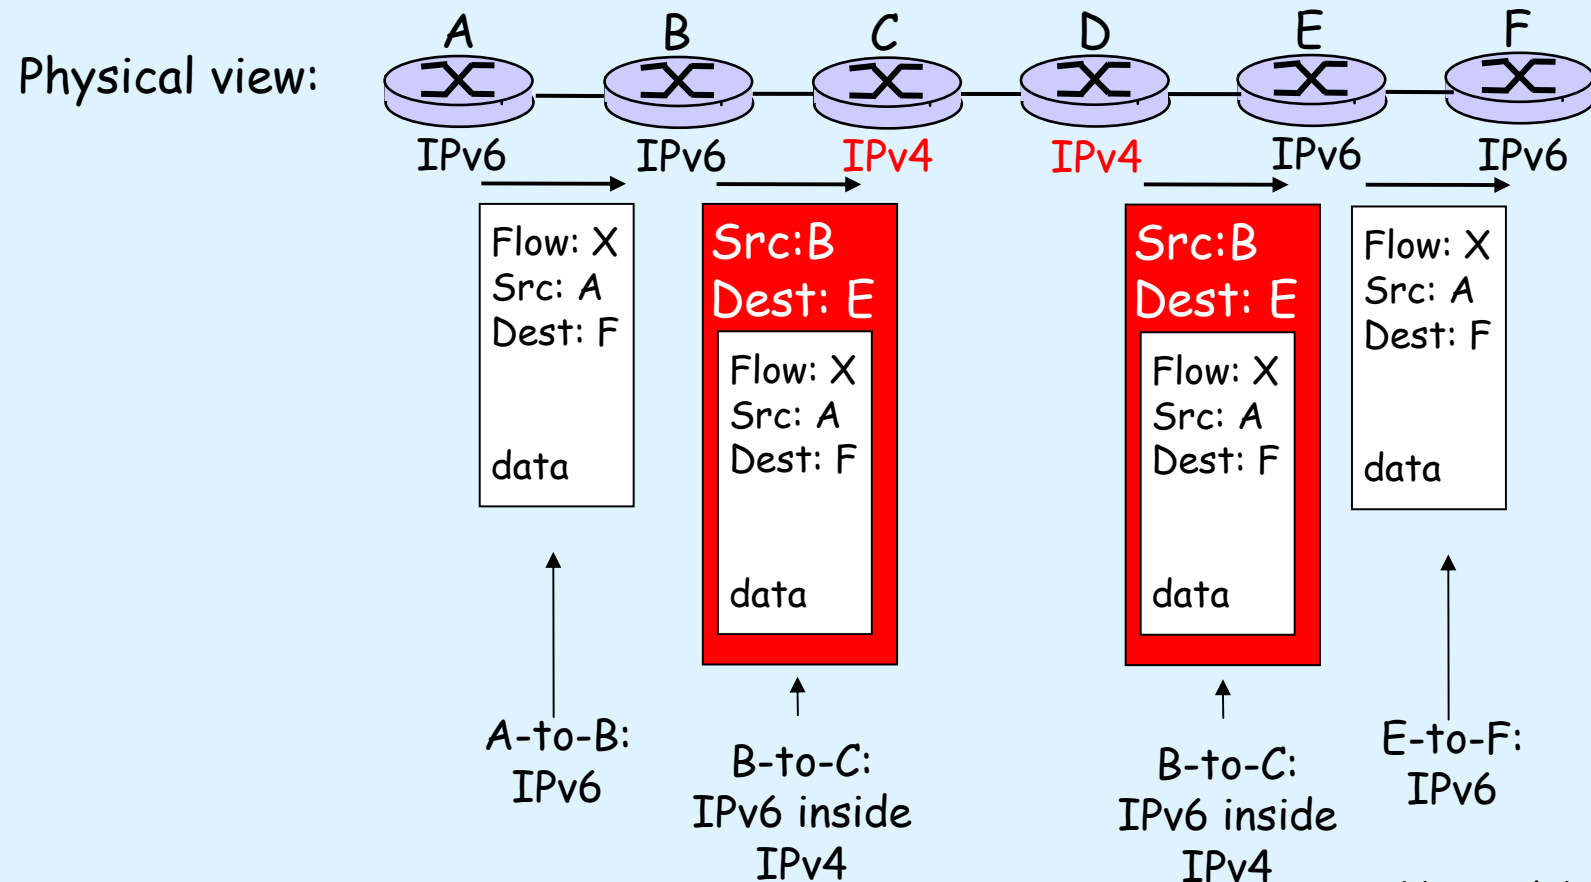 A B C D E F
Physical view:
IPv6 IPv6 IPv4 IPv4 IPv6 IPv6
Flow: X
Src: A
Dest: F
data
Src:B
Dest: E
Flow: X
Src: A
Dest: F
data
Src:B
Dest: E
Flow: X
Src: A
Dest: F
data
Flow: X
Src: A
Dest: F
data
A-to-B:
IPv6
B-to-C:
IPv6 inside
IPv4
B-to-C:
IPv6 inside
IPv4
E-to-F:
IPv6